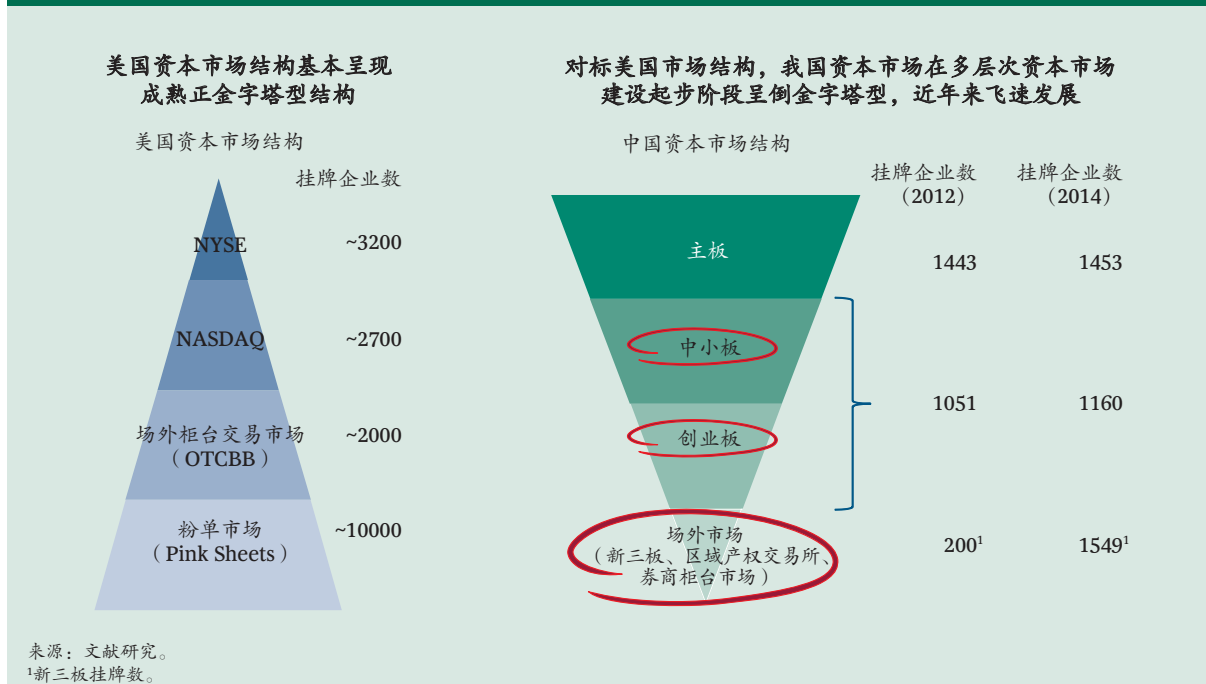 美国资本市场结构基本呈现
成熟正金字塔型结构
美国资本市场结构
挂牌企业数
NYSE
~3200
NASDAQ
~2700
场外柜台交易市场
（OTCBB）
~2000
粉单市场
（Pink Sheets）
~10000
对标美国市场结构，我国资本市场在多层次资本市场
建设起步阶段呈倒金字塔型，近年来飞速发展
中国资本市场结构
挂牌企业数
（2012）
挂牌企业数
（2014）
主板
1443
1453
中小板
创业板
1051
1160
场外市场
（新三板、区域产权交易所、
券商柜台市场）
200¹
1549¹
来源：文献研究。
¹新三板挂牌数。